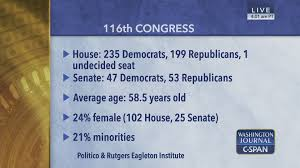 LIVE
4:01 am PT
116th CONGRESS
House: 235 Democrats, 199 Republicans, 1
undecided seat
Senate: 47 Democrats, 53 Republicans
Average age: 58.5 years old
24% female (102 House, 25 Senate)
21% minorities
Politico & Rutgers Eagleton Institute
WASHINGTON
JOURNAL
C-SPAN